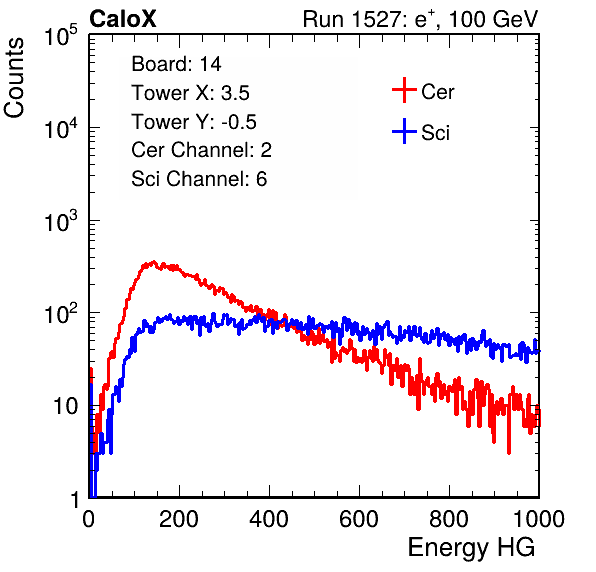 CaloX Run 1527: e⁺, 100 GeV
Board: 14
Tower X: 3.5
Tower Y: -0.5
Cer Channel: 2
Sci Channel: 6
Cer
Sci
Counts
10⁵
10⁴
10³
10²
10
1
0 200 400 600 800 1000
Energy HG